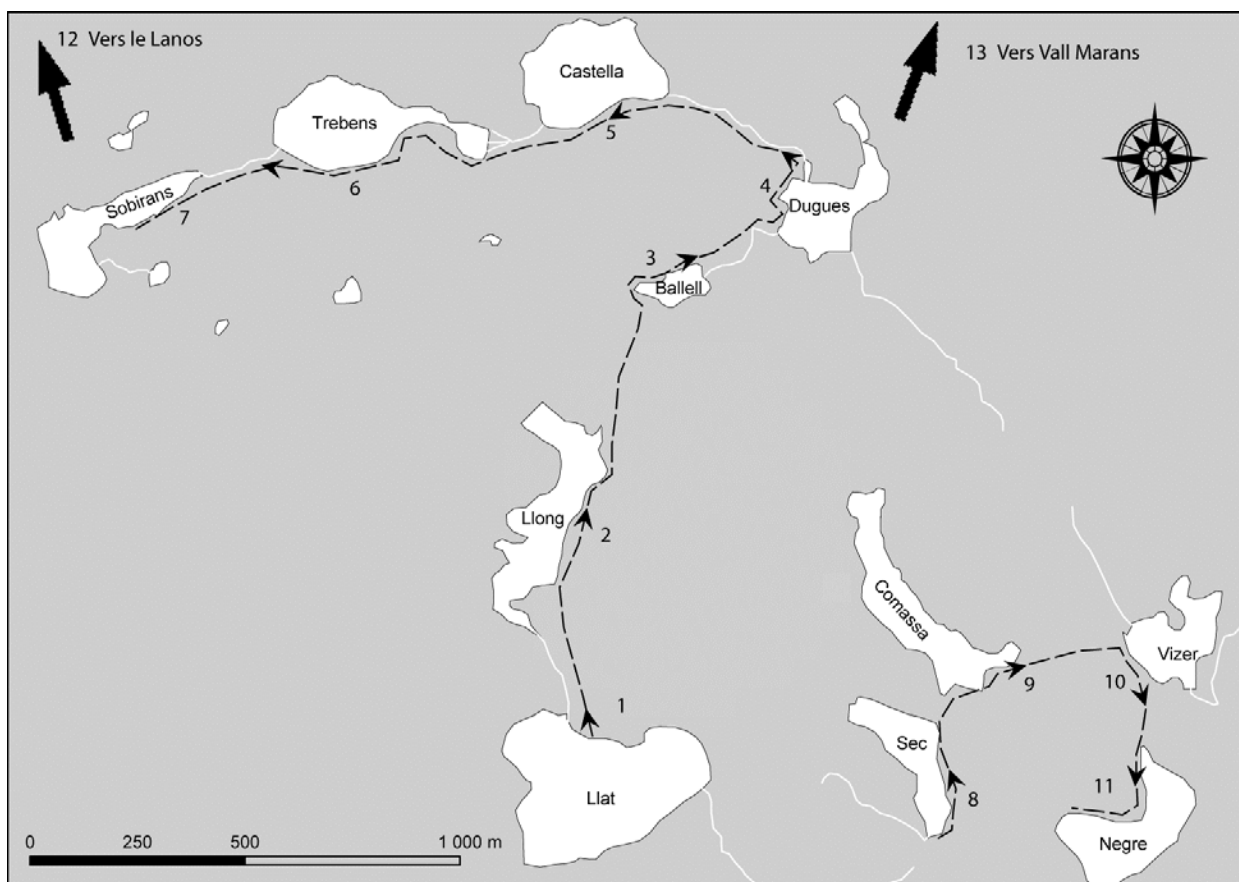 12 Vers le Lanos
13 Vers Vall Marans
Castella
Trebens
5
6
4
Dugues
Sobirans
7
3
Ballell
Llong
2
Comassa
Vizer
9
10
1
Sec
Llat
8
11
Negre
0 250 500 1 000 m